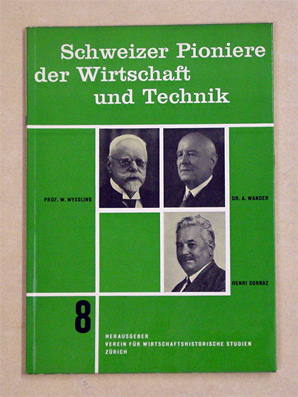 Schweizer Pioniere
der Wirtschaft
und Technik
PROF. W. WYSSLING
DR. A. WANDER
HENRI CORNAZ
8
HERAUSGEBER
VEREIN FÜR WIRTSCHAFTSHISTORISCHE STUDIEN
ZÜRICH